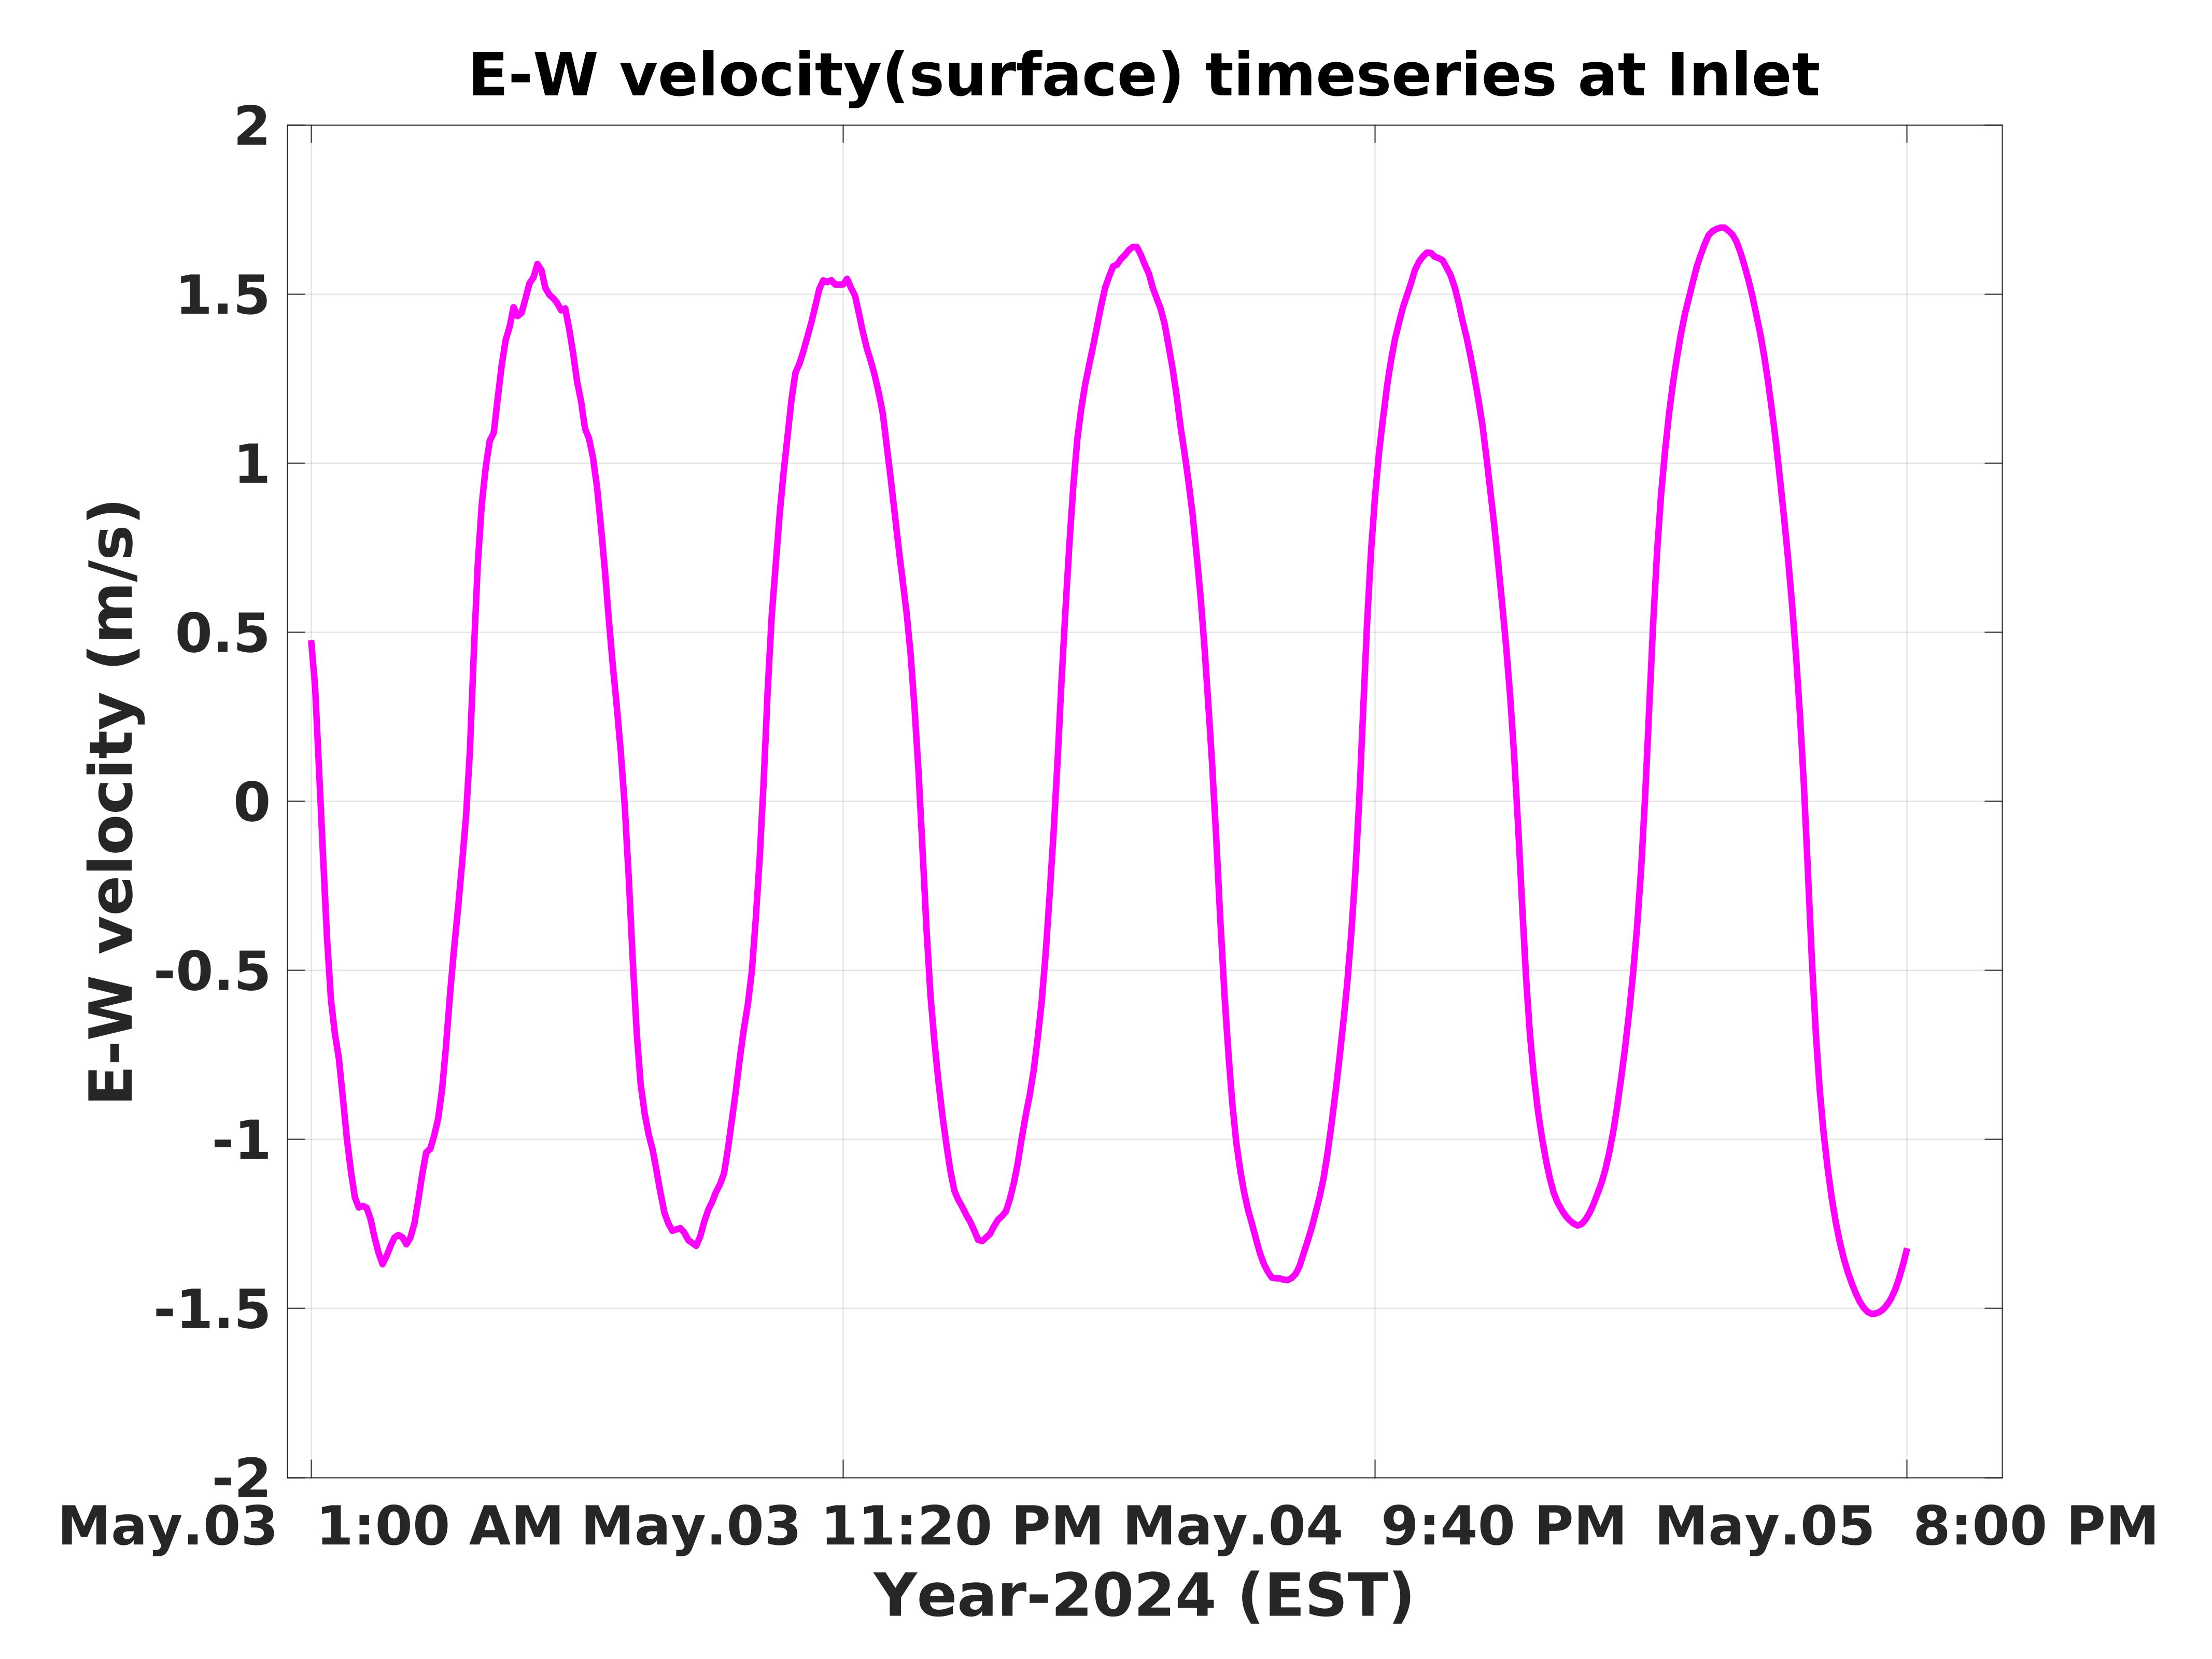 E-W velocity(surface) timeseries at Inlet
E-W velocity (m/s)
2
1.5
1
0.5
0
-0.5
-1
-1.5
-2
May.03 1:00 AM May.03 11:20 PM May.04 9:40 PM May.05 8:00 PM
Year-2024 (EST)